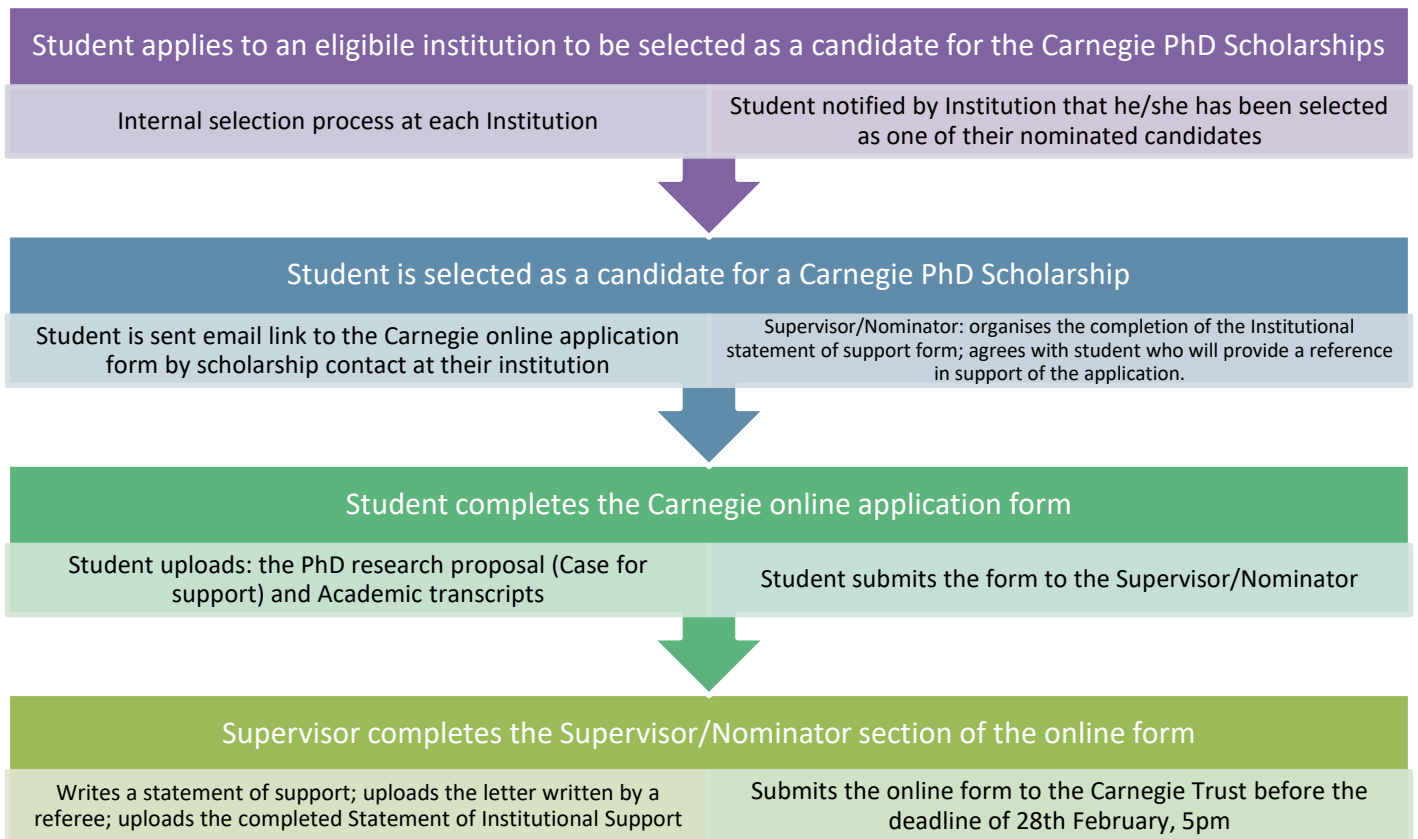 Student applies to an eligibile institution to be selected as a candidate for the Carnegie PhD Scholarships
Internal selection process at each Institution
Student notified by Institution that he/she has been selected
as one of their nominated candidates
Student is selected as a candidate for a Carnegie PhD Scholarship
Student is sent email link to the Carnegie online application
form by scholarship contact at their institution
Supervisor/Nominator: organises the completion of the Institutional
statement of support form; agrees with student who will provide a reference
in support of the application.
Student completes the Carnegie online application form
Student uploads: the PhD research proposal (Case for
support) and Academic transcripts
Student submits the form to the Supervisor/Nominator
Supervisor completes the Supervisor/Nominator section of the online form
Writes a statement of support; uploads the letter written by a
referee; uploads the completed Statement of Institutional Support
Submits the online form to the Carnegie Trust before the
deadline of 28th February, 5pm